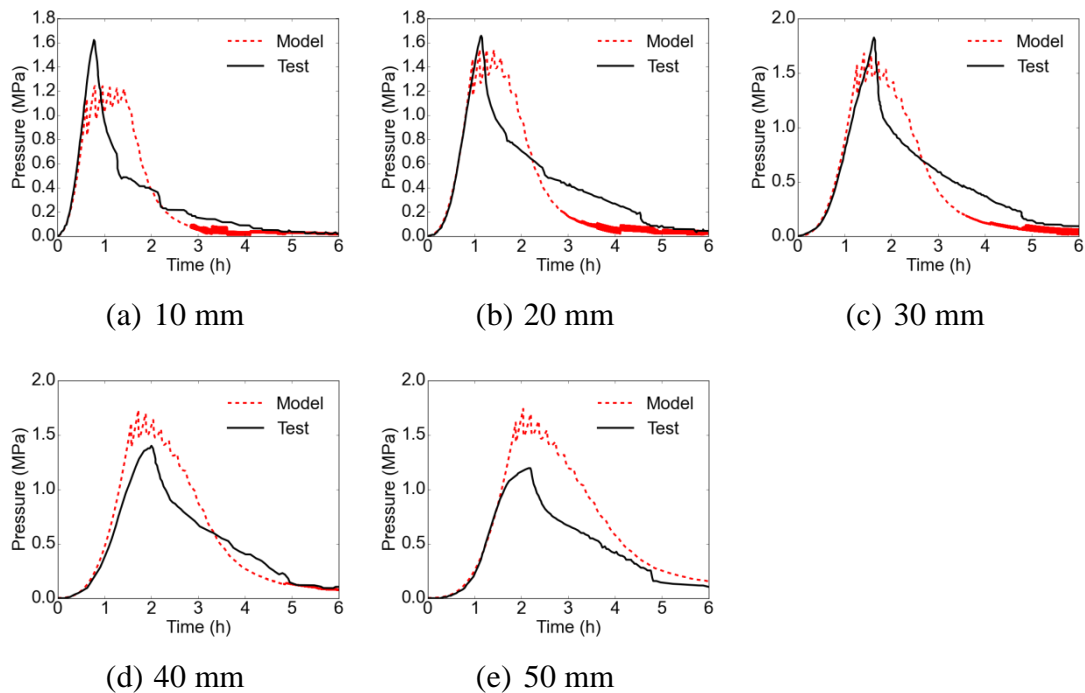 1.8
1.6
1.4
1.2
1.0
0.8
0.6
0.4
0.2
0.0
Pressure (MPa)
Model
Test
0 1 2 3 4 5 6
Time (h)
(a) 10 mm
1.8
1.6
1.4
1.2
1.0
0.8
0.6
0.4
0.2
0.0
Pressure (MPa)
Model
Test
0 1 2 3 4 5 6
Time (h)
(b) 20 mm
2.0
1.5
1.0
0.5
0.0
Pressure (MPa)
Model
Test
0 1 2 3 4 5 6
Time (h)
(c) 30 mm
2.0
1.5
1.0
0.5
0.0
Pressure (MPa)
Model
Test
0 1 2 3 4 5 6
Time (h)
(d) 40 mm
2.0
1.5
1.0
0.5
0.0
Pressure (MPa)
Model
Test
0 1 2 3 4 5 6
Time (h)
(e) 50 mm